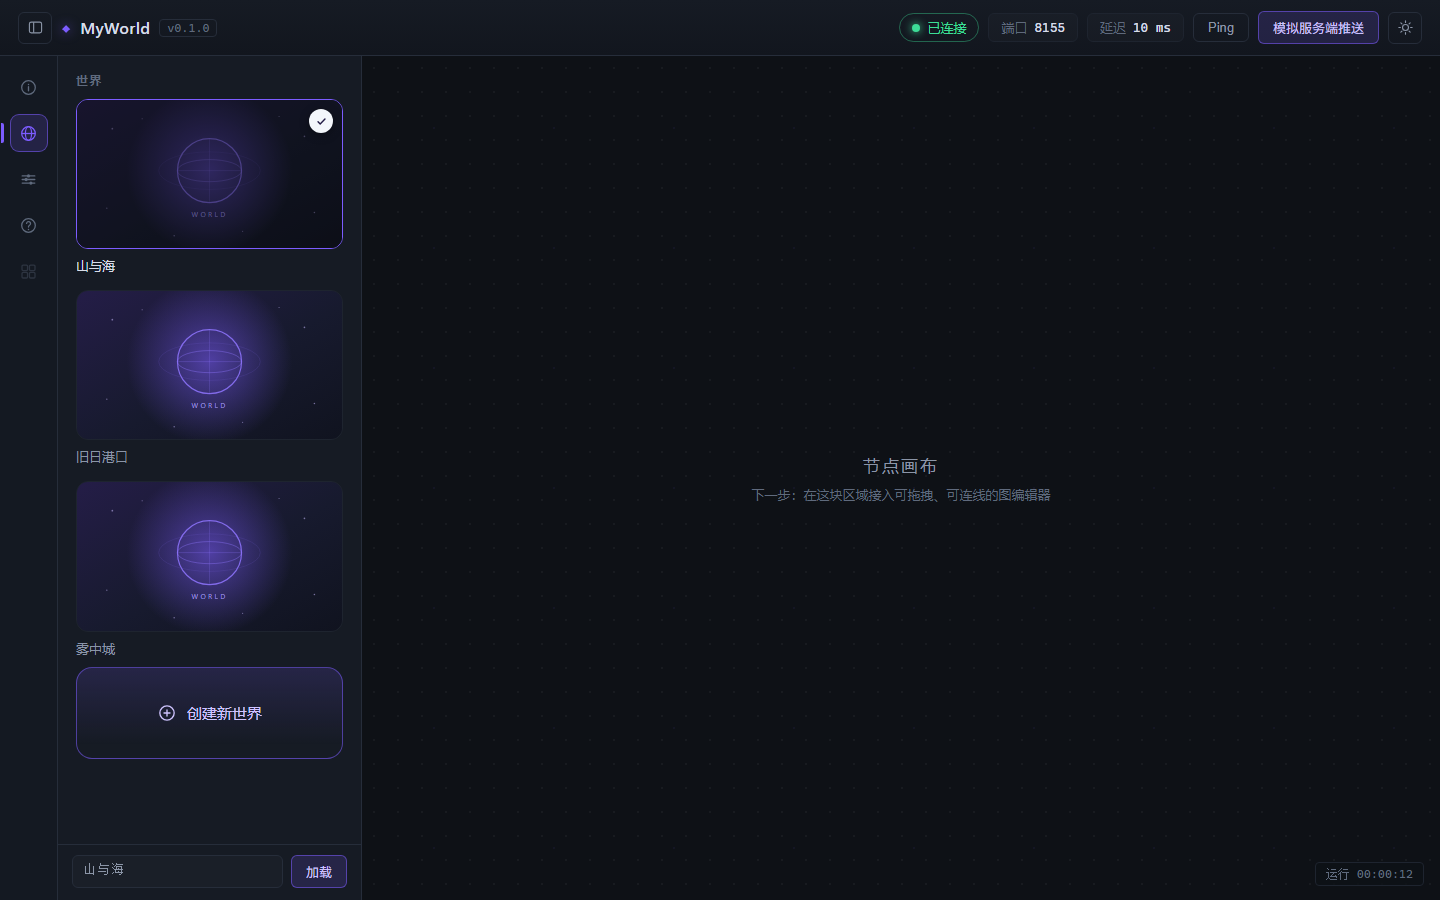 MyWorld v0.1.0
已连接
端口 8155
延迟 10 ms
Ping
模拟服务端推送
世界
WORLD
山与海
WORLD
旧日港口
WORLD
雾中城
创建新世界
山与海
加载
节点画布
下一步：在这块区域接入可拖拽、可连线的图编辑器
运行 00:00:12